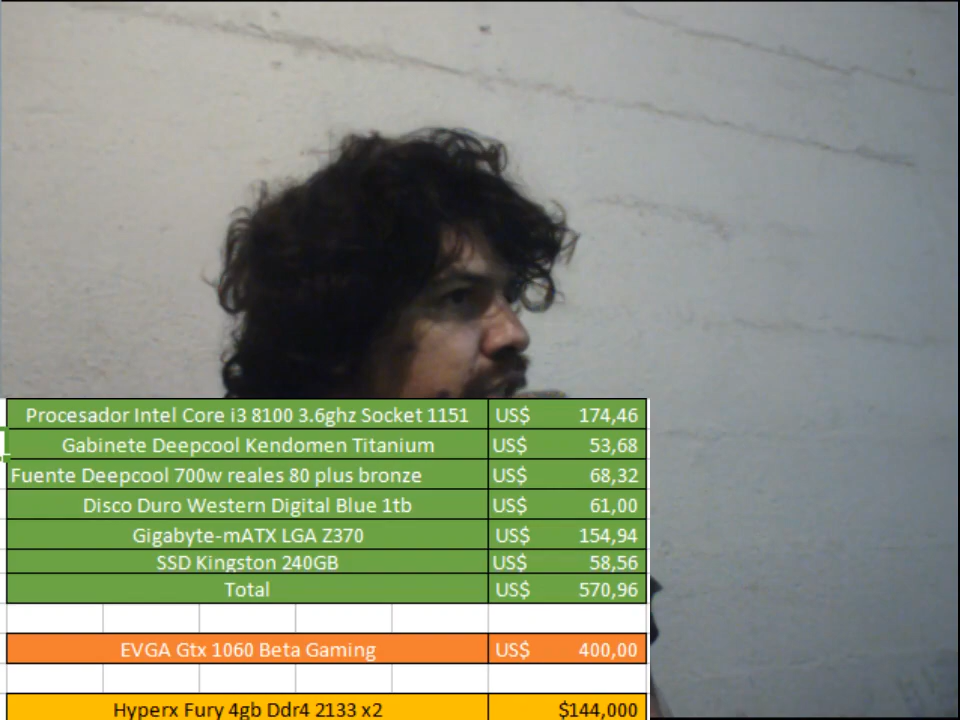 Procesador Intel Core i3 8100 3.6ghz Socket 1151 US$ 174,46
Gabinete Deepcool Kendomen Titanium US$ 53,68
Fuente Deepcool 700w reales 80 plus bronze US$ 68,32
Disco Duro Western Digital Blue 1tb US$ 61,00
Gigabyte-mATX LGA Z370 US$ 154,94
SSD Kingston 240GB US$ 58,56
Total US$ 570,96
EVGA Gtx 1060 Beta Gaming US$ 400,00
Hyperx Fury 4gb Ddr4 2133 x2 $144,000